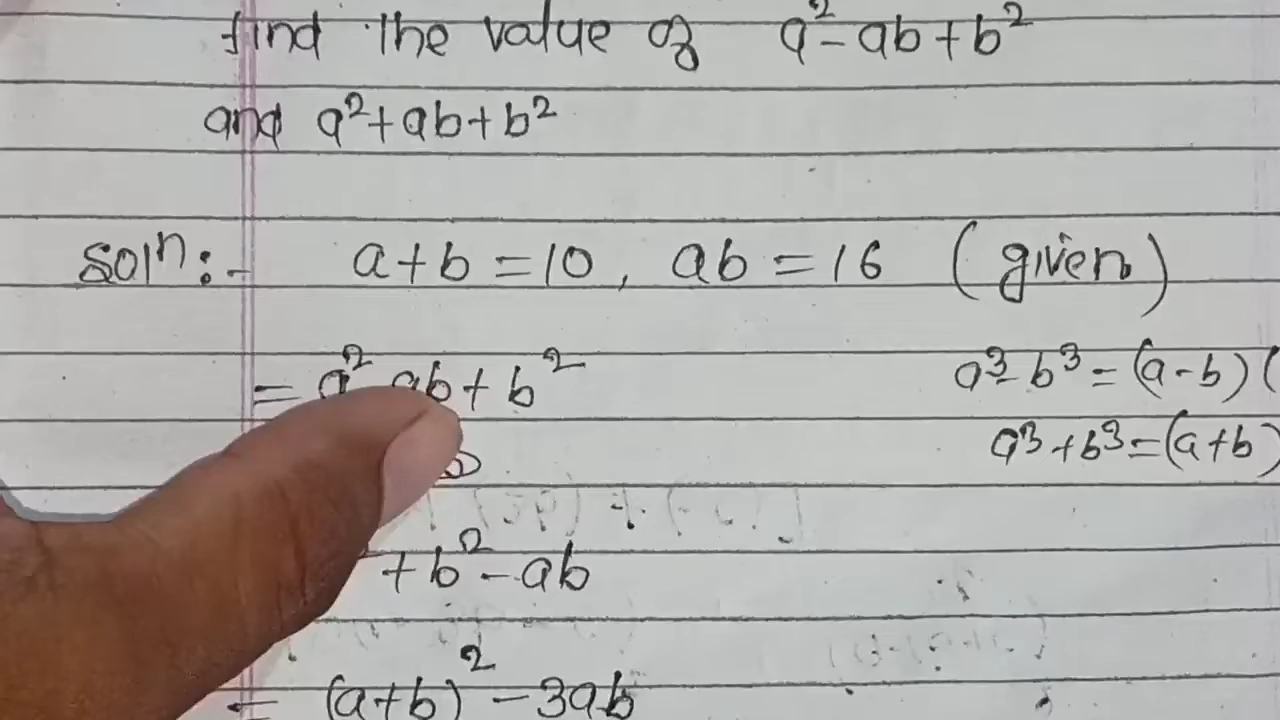 find the value of a²-ab+b²
and a²+ab+b²
Soln:- a+b=10, ab=16 (given)
= a² ab+b²
a³-b³=(a-b)(
a³+b³=(a+b)
+b²-ab
= (a+b)²-3ab